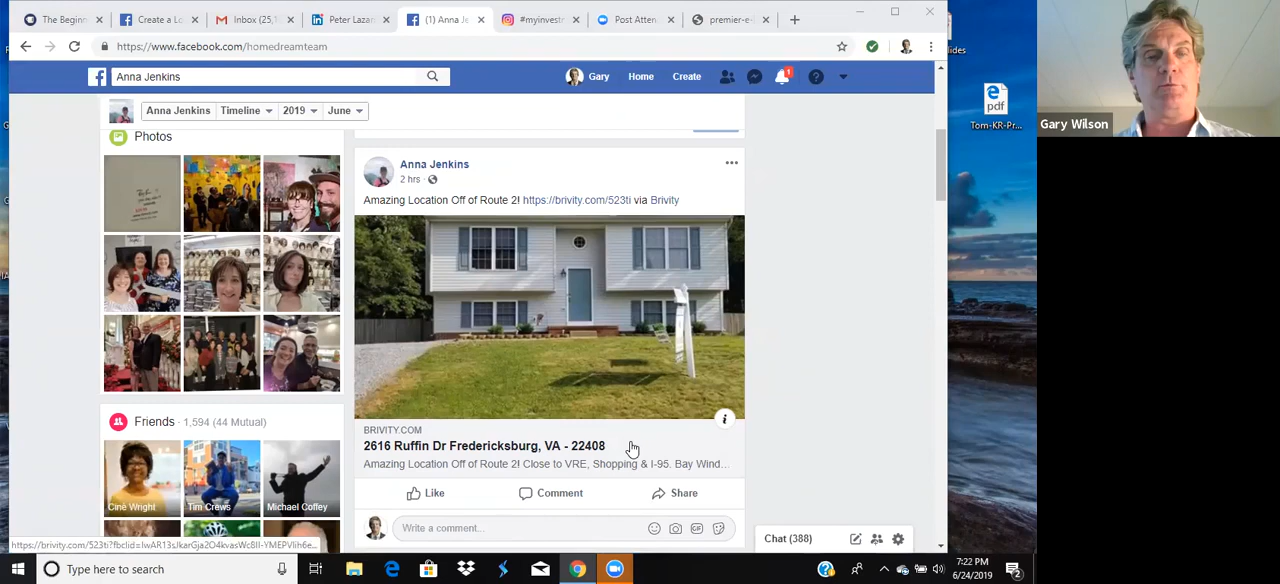 The Beginn
Create a Lo
Inbox (25,
Peter Lazar
(1) Anna Je
#myinvestr
Post Atten
premier-e-
https://www.facebook.com/homedreamteam
Anna Jenkins
Gary
Home
Create
1
Anna Jenkins
Timeline
2019
June
Photos
Anna Jenkins
2 hrs ·
Amazing Location Off of Route 2! https://brivity.com/523ti via Brivity
BRIVITY.COM
2616 Ruffin Dr Fredericksburg, VA - 22408
Amazing Location Off of Route 2! Close to VRE, Shopping & I-95. Bay Wind...
Like
Comment
Share
Write a comment...
GIF
Friends · 1,594 (44 Mutual)
Cine Wright
Tim Crews
Michael Coffey
Chat (388)
Type here to search
7:22 PM
6/24/2019
2
pdf
Tom-KR-Pr...
Gary Wilson